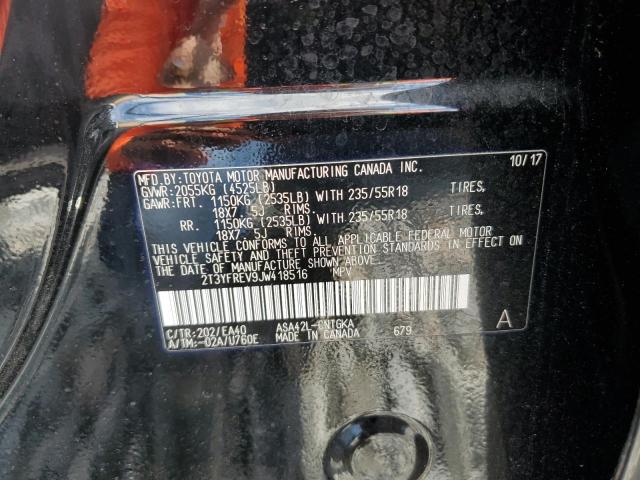 MFD.BY:TOYOTA MOTOR MANUFACTURING CANADA INC. 10/17
GVWR:2055KG (4525LB)
GAWR:FRT. 1150KG (2535LB) WITH 235/55R18 TIRES,
18X7.5J RIMS
RR. 1150KG (2535LB) WITH 235/55R18 TIRES,
18X7.5J RIMS
THIS VEHICLE CONFORMS TO ALL APPLICABLE FEDERAL MOTOR
VEHICLE SAFETY AND THEFT PREVENTION STANDARDS IN EFFECT ON
THE DATE OF MANUFACTURE SHOWN ABOVE.
2T3YFREV9JW418516 MPV
C/TR:202/EA40 ASA42L-CNTGKA A
A/TM:-02A/U760E MADE IN CANADA 679